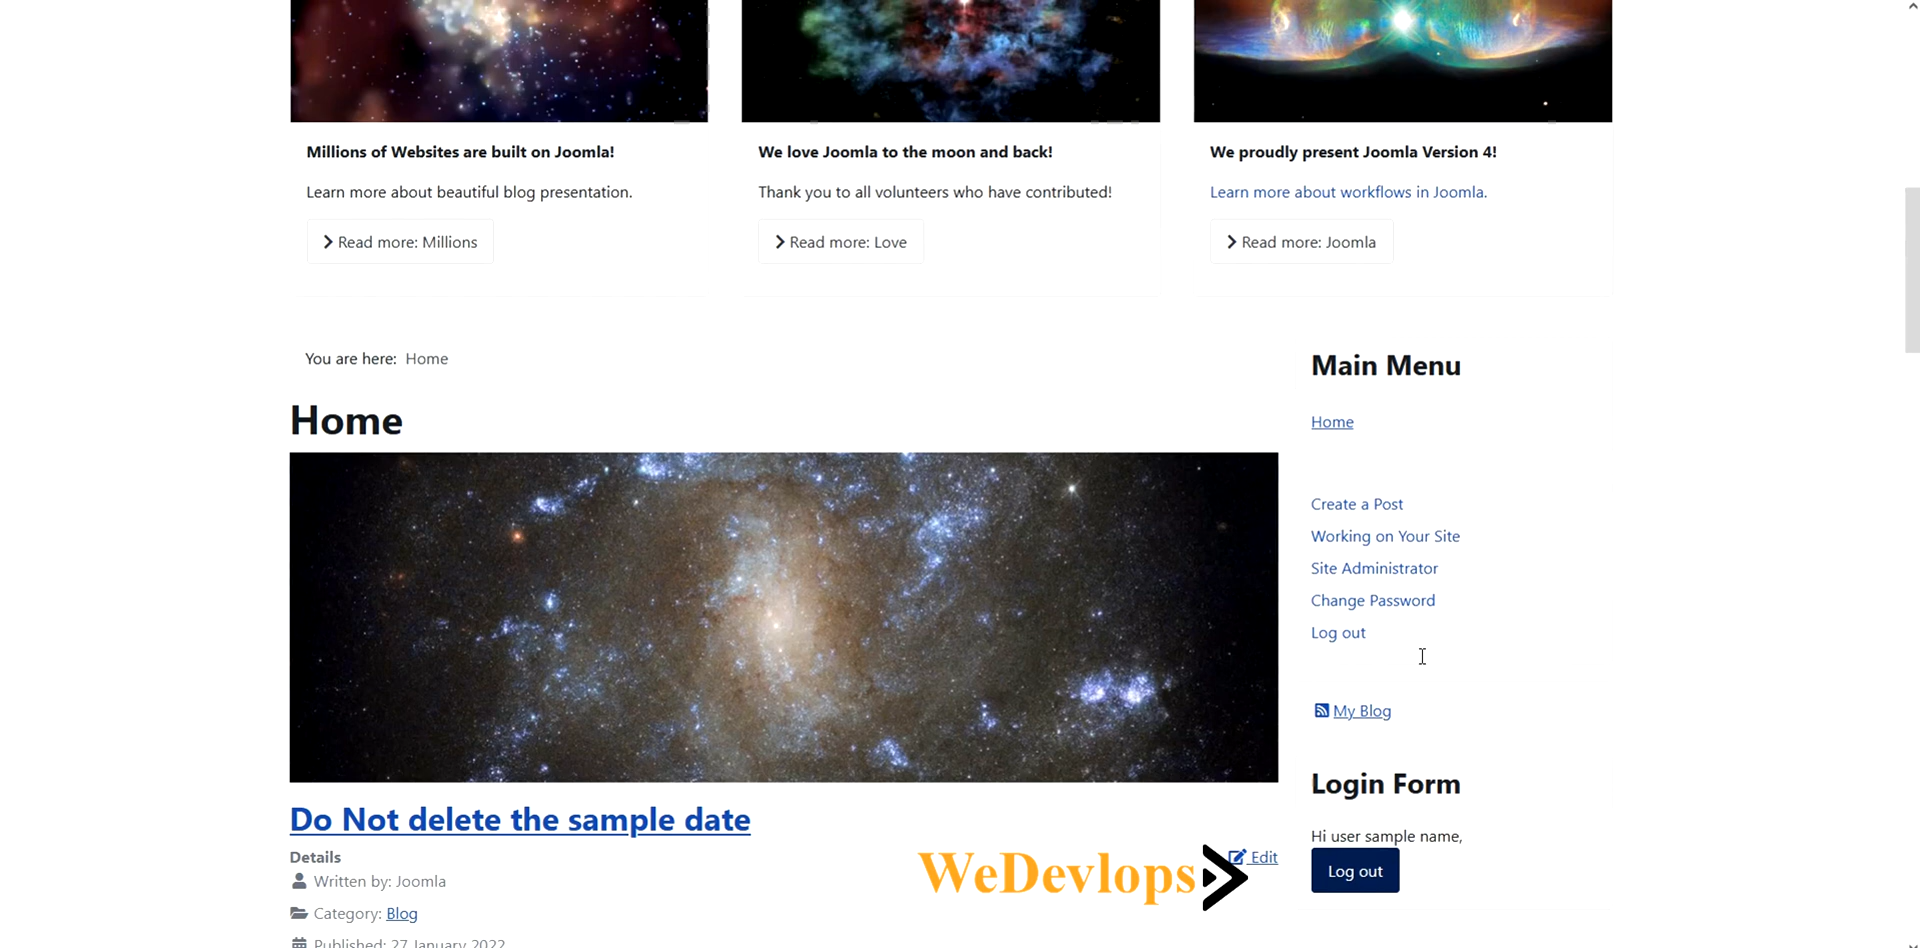 Millions of Websites are built on Joomla!
Learn more about beautiful blog presentation.
Read more: Millions
We love Joomla to the moon and back!
Thank you to all volunteers who have contributed!
Read more: Love
We proudly present Joomla Version 4!
Learn more about workflows in Joomla.
Read more: Joomla
You are here: Home
Home
Do Not delete the sample date
Edit
Details
Written by: Joomla
Category: Blog
Published: 27 January 2022
WeDevlops
Main Menu
Home
Create a Post
Working on Your Site
Site Administrator
Change Password
Log out
My Blog
Login Form
Hi user sample name,
Log out